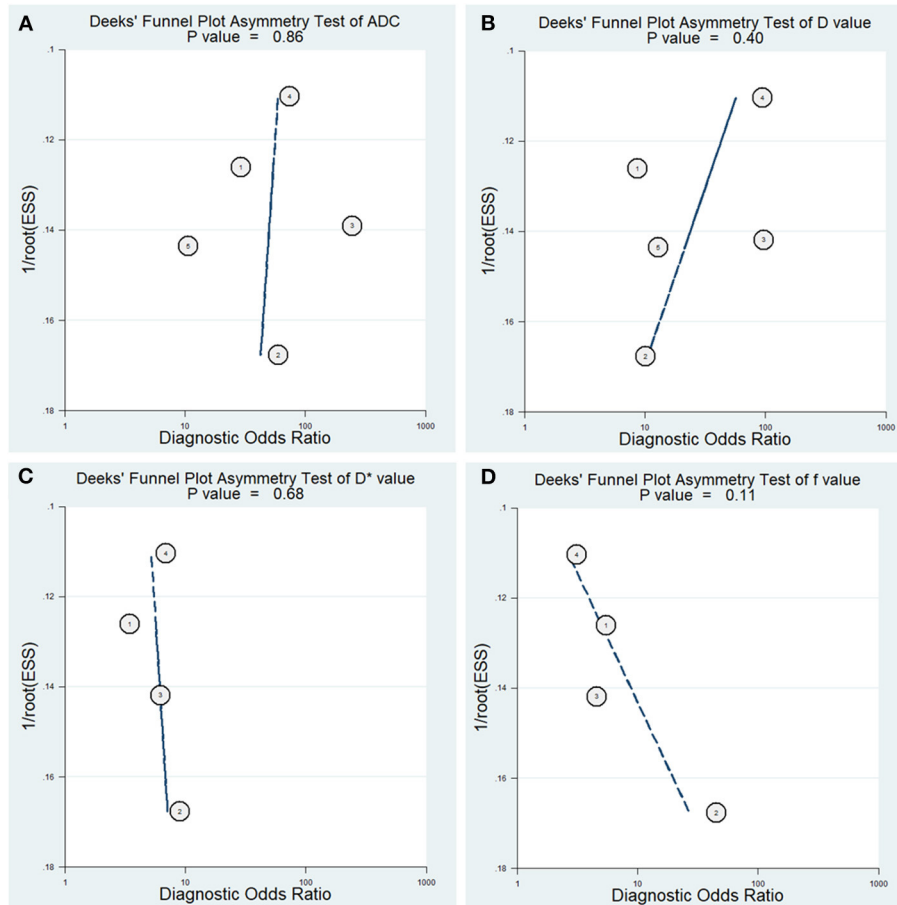 A
Deeks' Funnel Plot Asymmetry Test of ADC
P value = 0.86
.1
.12
.14
.16
.18
1/root(ESS)
4
1
3
5
2
1
10
100
1000
Diagnostic Odds Ratio
B
Deeks' Funnel Plot Asymmetry Test of D value
P value = 0.40
.1
.12
.14
.16
.18
1/root(ESS)
4
1
3
5
2
1
10
100
1000
Diagnostic Odds Ratio
C
Deeks' Funnel Plot Asymmetry Test of D* value
P value = 0.68
.1
.12
.14
.16
.18
1/root(ESS)
4
1
3
2
1
10
100
1000
Diagnostic Odds Ratio
D
Deeks' Funnel Plot Asymmetry Test of f value
P value = 0.11
.1
.12
.14
.16
.18
1/root(ESS)
4
1
3
2
1
10
100
1000
Diagnostic Odds Ratio